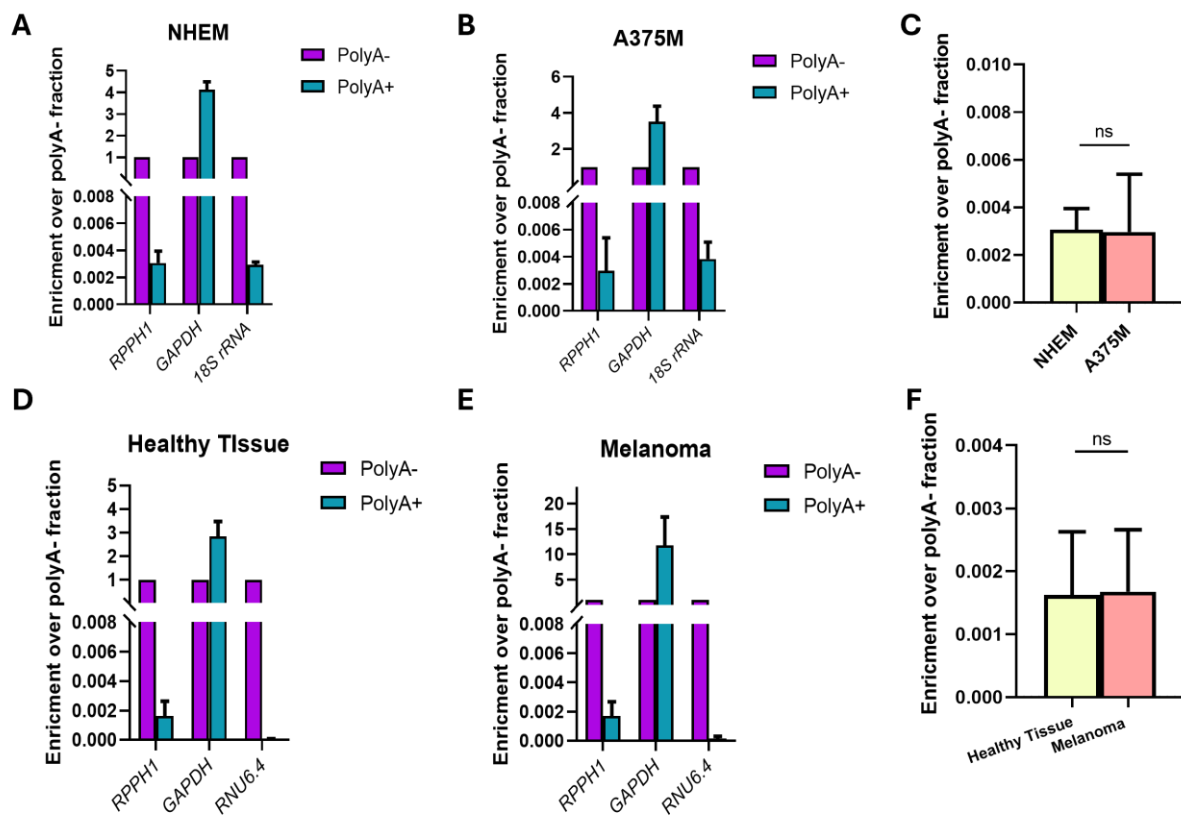 A
NHEM
PolyA-
PolyA+
Enricment over polyA- fraction
5
4
3
2
1
0.008
0.006
0.004
0.002
0.000
RPPH1
GAPDH
18S rRNA
B
A375M
PolyA-
PolyA+
Enricment over polyA- fraction
6
4
2
0.008
0.006
0.004
0.002
0.000
RPPH1
GAPDH
18S rRNA
C
Enricment over polyA- fraction
0.010
0.008
0.006
0.004
0.002
0.000
ns
NHEM
A375M
D
Healthy TIssue
PolyA-
PolyA+
Enricment over polyA- fraction
5
4
3
2
1
0.008
0.006
0.004
0.002
0.000
RPPH1
GAPDH
RNU6.4
E
Melanoma
PolyA-
PolyA+
Enricment over polyA- fraction
20
15
10
5
0.008
0.006
0.004
0.002
0.000
RPPH1
GAPDH
RNU6.4
F
Enricment over polyA- fraction
0.004
0.003
0.002
0.001
0.000
ns
Healthy Tissue
Melanoma